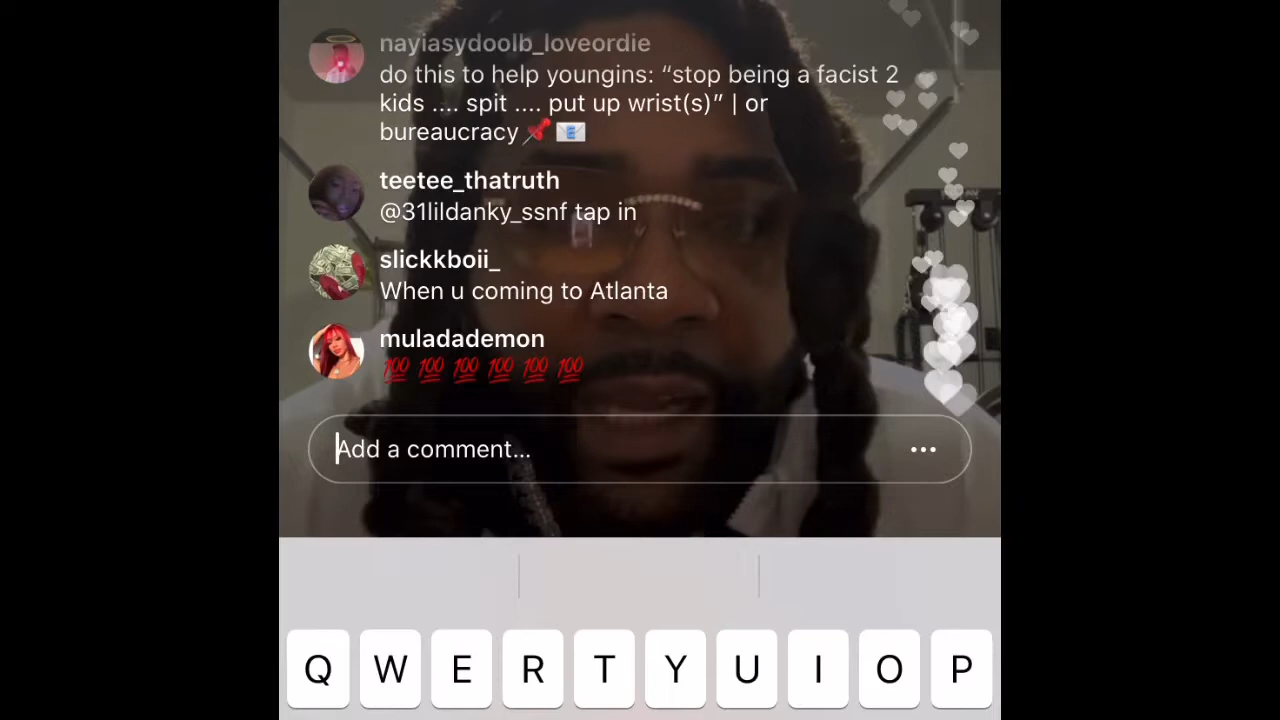 nayiasydoolb_loveordie
do this to help youngins: “stop being a facist 2
kids .... spit .... put up wrist(s)” | or
bureaucracy📌📧
teetee_thatruth
@31lildanky_ssnf tap in
slickkboii_
When u coming to Atlanta
muladademon
💯💯💯💯💯💯
Add a comment...
Q W E R T Y U I O P